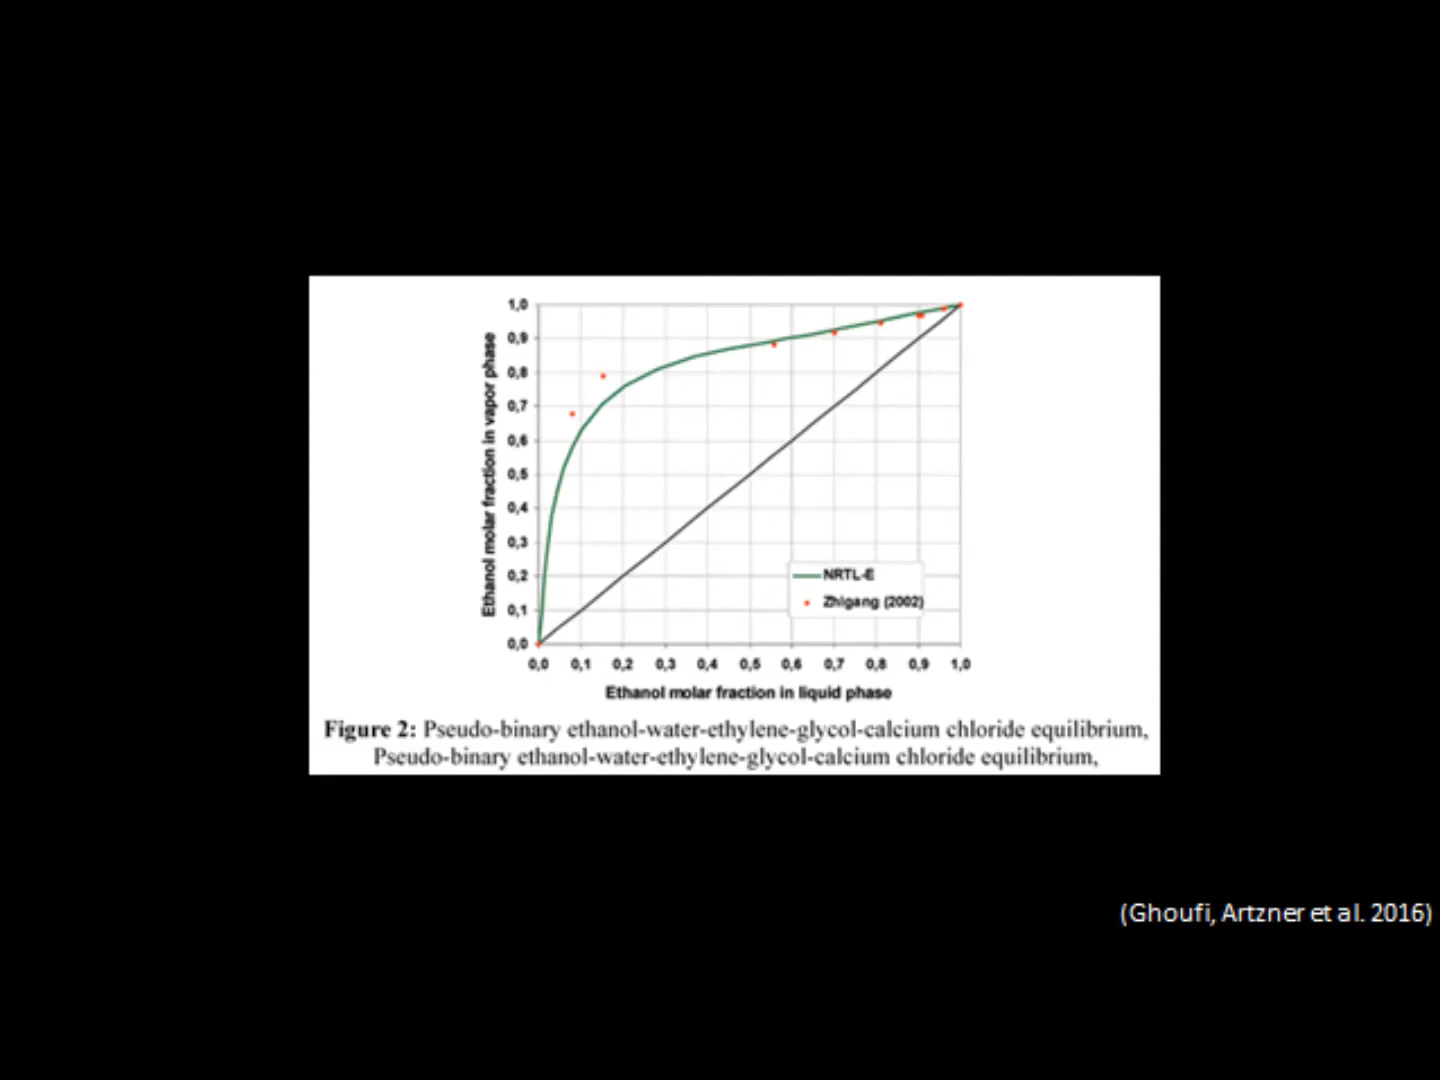 1,0
0,9
0,8
0,7
0,6
0,5
0,4
0,3
0,2
0,1
0,0
Ethanol molar fraction in vapor phase
NRTL-E
Zhigang (2002)
0,0 0,1 0,2 0,3 0,4 0,5 0,6 0,7 0,8 0,9 1,0
Ethanol molar fraction in liquid phase
Figure 2: Pseudo-binary ethanol-water-ethylene-glycol-calcium chloride equilibrium,
Pseudo-binary ethanol-water-ethylene-glycol-calcium chloride equilibrium,
(Ghoufi, Artzner et al. 2016)